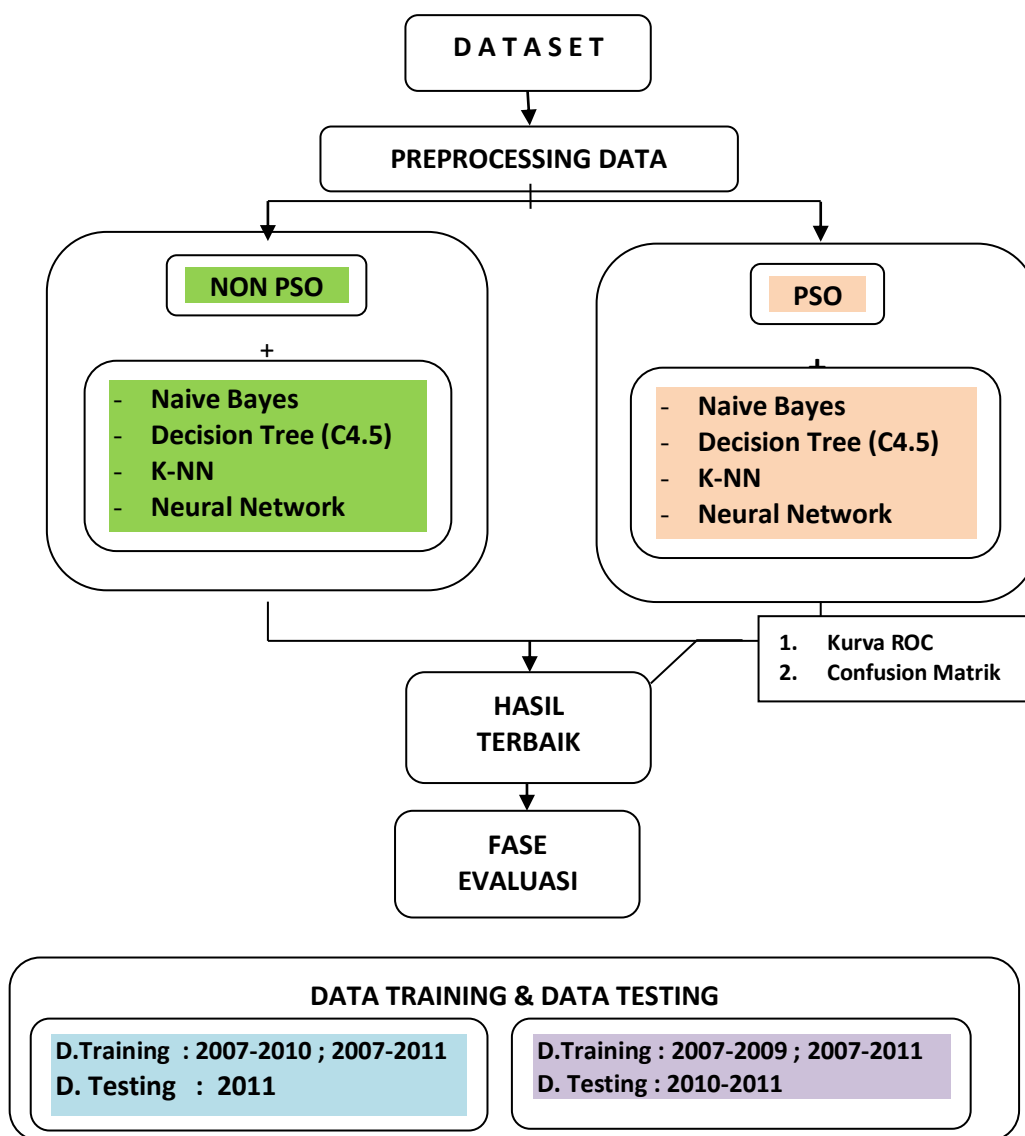 D A T A S E T
PREPROCESSING DATA
NON PSO
+
- Naive Bayes
- Decision Tree (C4.5)
- K-NN
- Neural Network
PSO
+
- Naive Bayes
- Decision Tree (C4.5)
- K-NN
- Neural Network
1. Kurva ROC
2. Confusion Matrik
HASIL
TERBAIK
FASE
EVALUASI
DATA TRAINING & DATA TESTING
D.Training : 2007-2010 ; 2007-2011
D. Testing : 2011
D.Training : 2007-2009 ; 2007-2011
D. Testing : 2010-2011